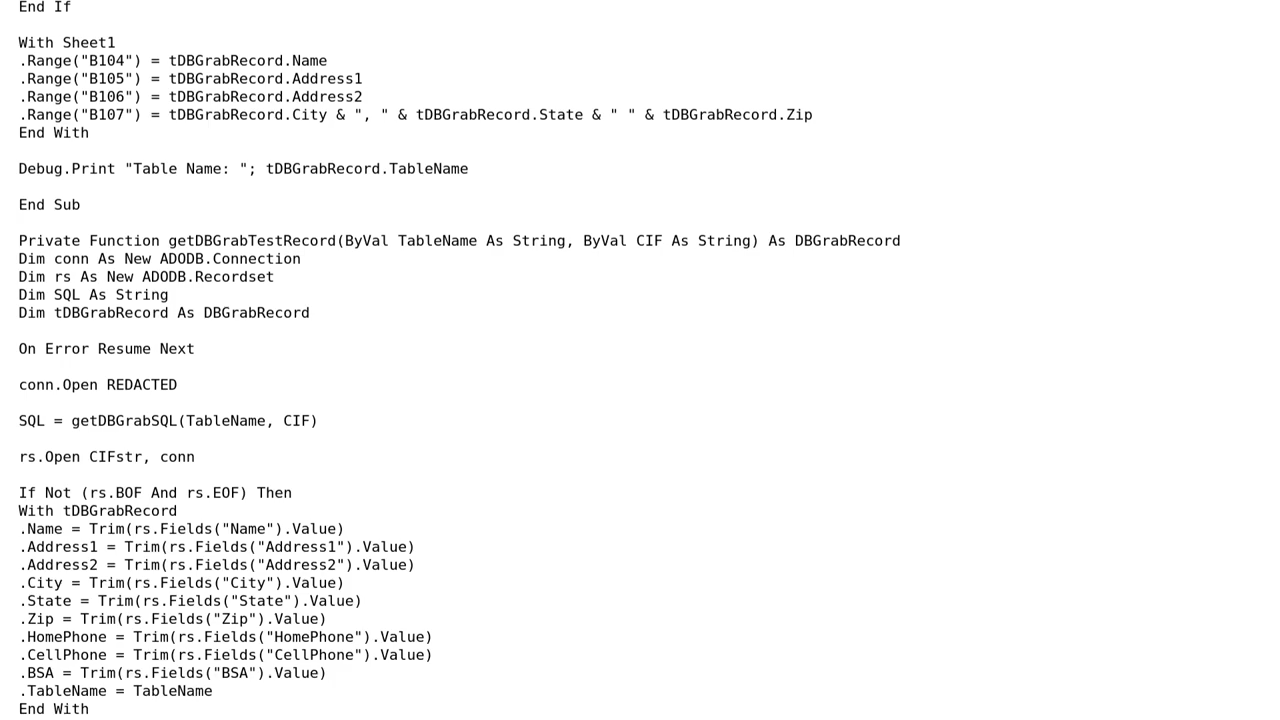 End If
With Sheet1
.Range("B104") = tDBGrabRecord.Name
.Range("B105") = tDBGrabRecord.Address1
.Range("B106") = tDBGrabRecord.Address2
.Range("B107") = tDBGrabRecord.City & ", " & tDBGrabRecord.State & " " & tDBGrabRecord.Zip
End With
Debug.Print "Table Name: "; tDBGrabRecord.TableName
End Sub
Private Function getDBGrabTestRecord(ByVal TableName As String, ByVal CIF As String) As DBGrabRecord
Dim conn As New ADODB.Connection
Dim rs As New ADODB.Recordset
Dim SQL As String
Dim tDBGrabRecord As DBGrabRecord
On Error Resume Next
conn.Open REDACTED
SQL = getDBGrabSQL(TableName, CIF)
rs.Open CIFstr, conn
If Not (rs.BOF And rs.EOF) Then
With tDBGrabRecord
.Name = Trim(rs.Fields("Name").Value)
.Address1 = Trim(rs.Fields("Address1").Value)
.Address2 = Trim(rs.Fields("Address2").Value)
.City = Trim(rs.Fields("City").Value)
.State = Trim(rs.Fields("State").Value)
.Zip = Trim(rs.Fields("Zip").Value)
.HomePhone = Trim(rs.Fields("HomePhone").Value)
.CellPhone = Trim(rs.Fields("CellPhone").Value)
.BSA = Trim(rs.Fields("BSA").Value)
.TableName = TableName
End With